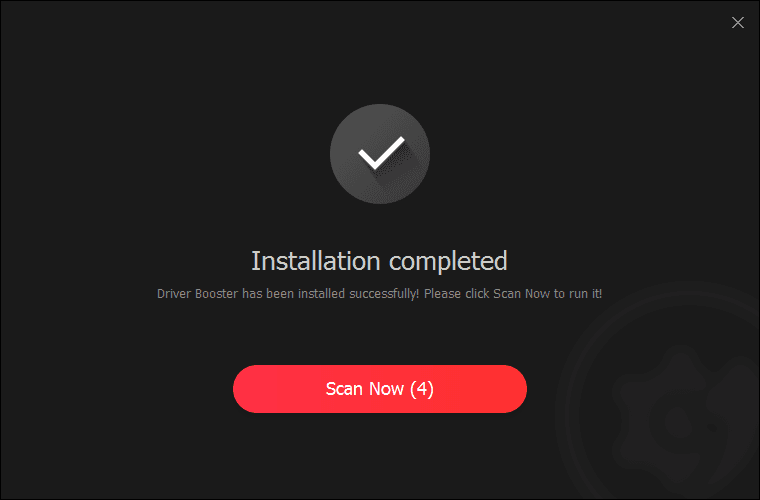 Installation completed
Driver Booster has been installed successfully! Please click Scan Now to run it!
Scan Now (4)